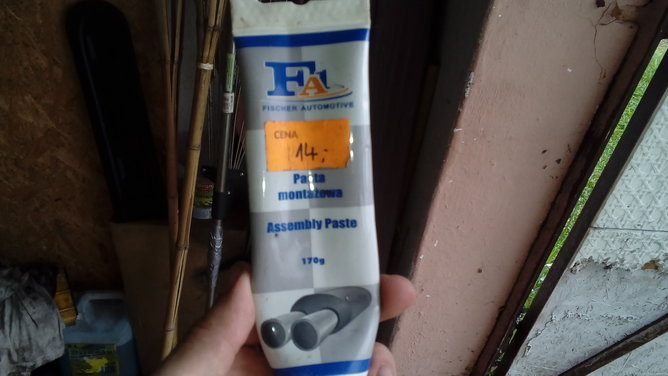 FA
FISCHER AUTOMOTIVE
CENA
14,-
Pasta
montażowa
Assembly Paste
170g